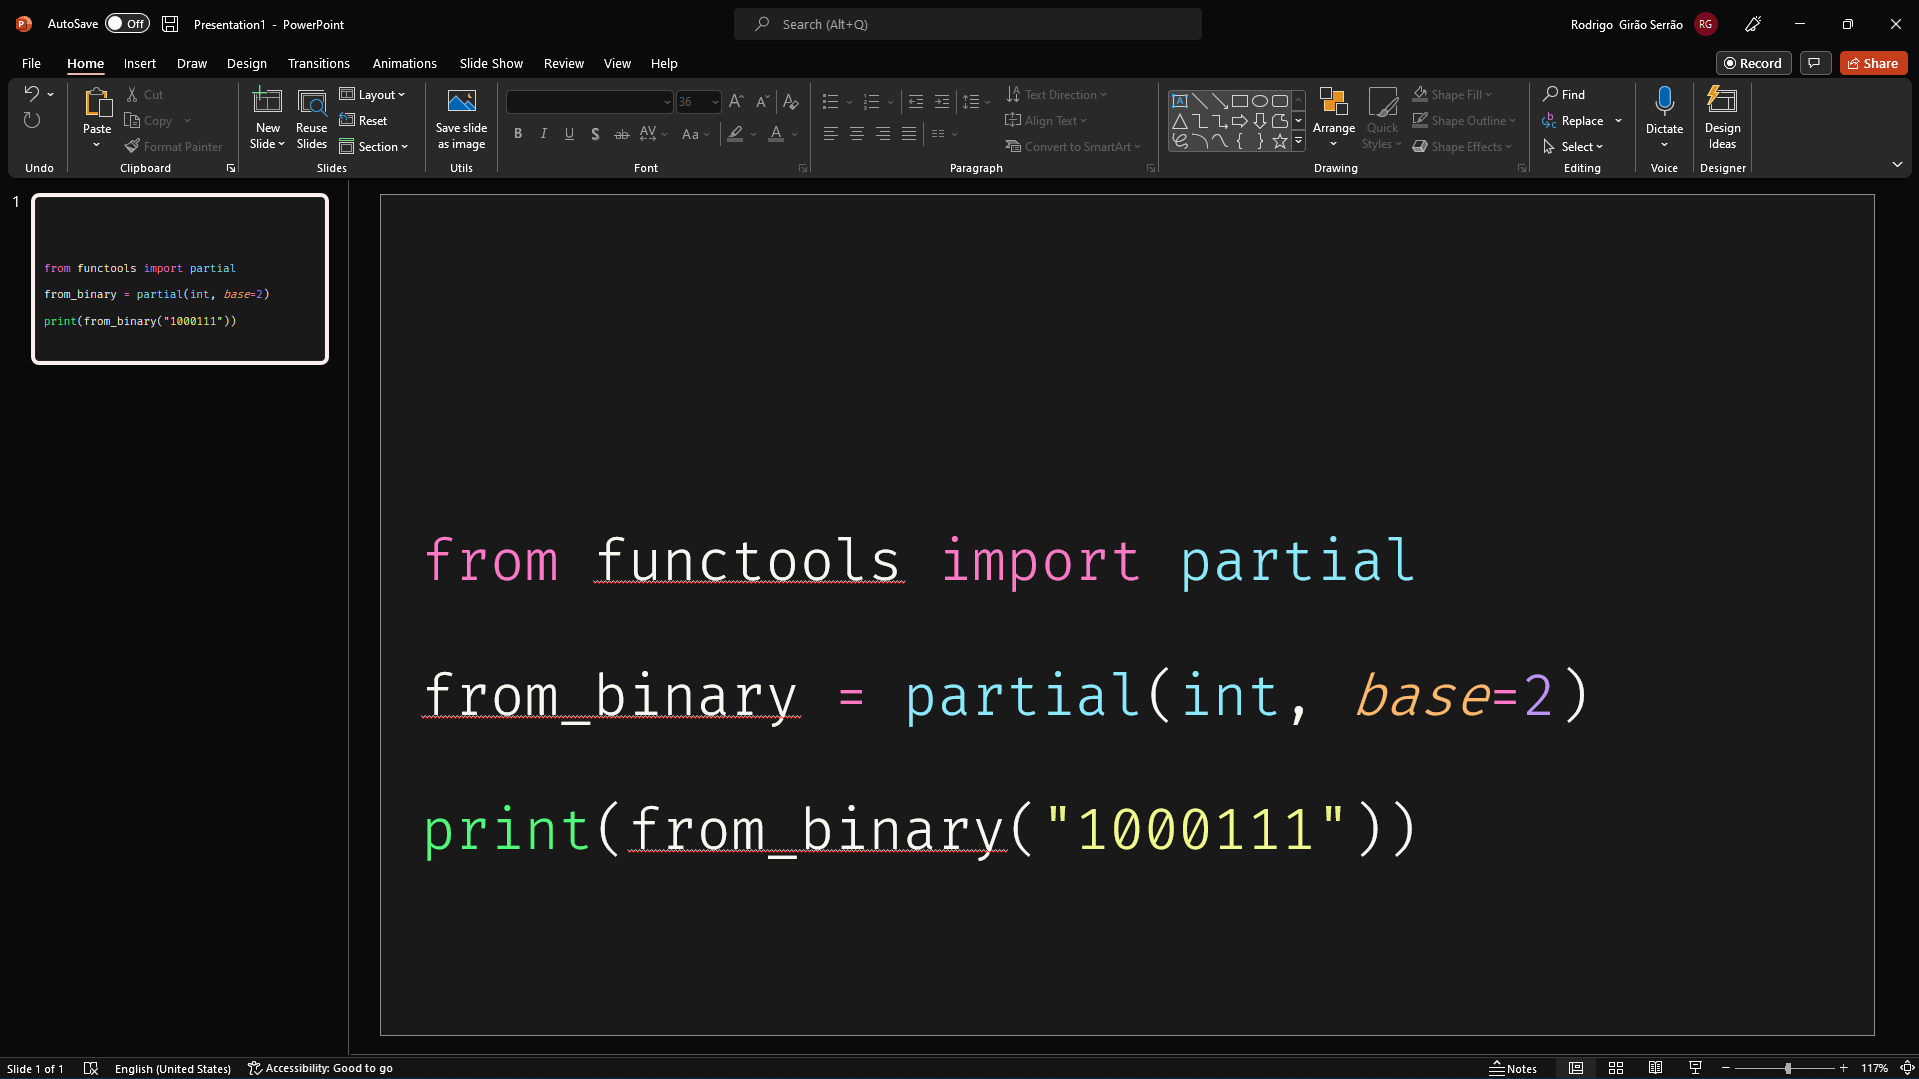 AutoSave Off Presentation1 - PowerPoint Search (Alt+Q) Rodrigo Girão Serrão RG
File Home Insert Draw Design Transitions Animations Slide Show Review View Help Record Share
Undo
Paste
Cut
Copy
Format Painter
Clipboard
New Slide
Reuse Slides
Layout
Reset
Section
Slides
Save slide as image
Utils
36
B I U S ab AV Aa A
Font
Text Direction
Align Text
Convert to SmartArt
Paragraph
Arrange
Quick Styles
Shape Fill
Shape Outline
Shape Effects
Drawing
Find
Replace
Select
Editing
Dictate
Voice
Design Ideas
Designer
1
from functools import partial
from_binary = partial(int, base=2)
print(from_binary("1000111"))
from functools import partial
from_binary = partial(int, base=2)
print(from_binary("1000111"))
Slide 1 of 1 English (United States) Accessibility: Good to go Notes 117%